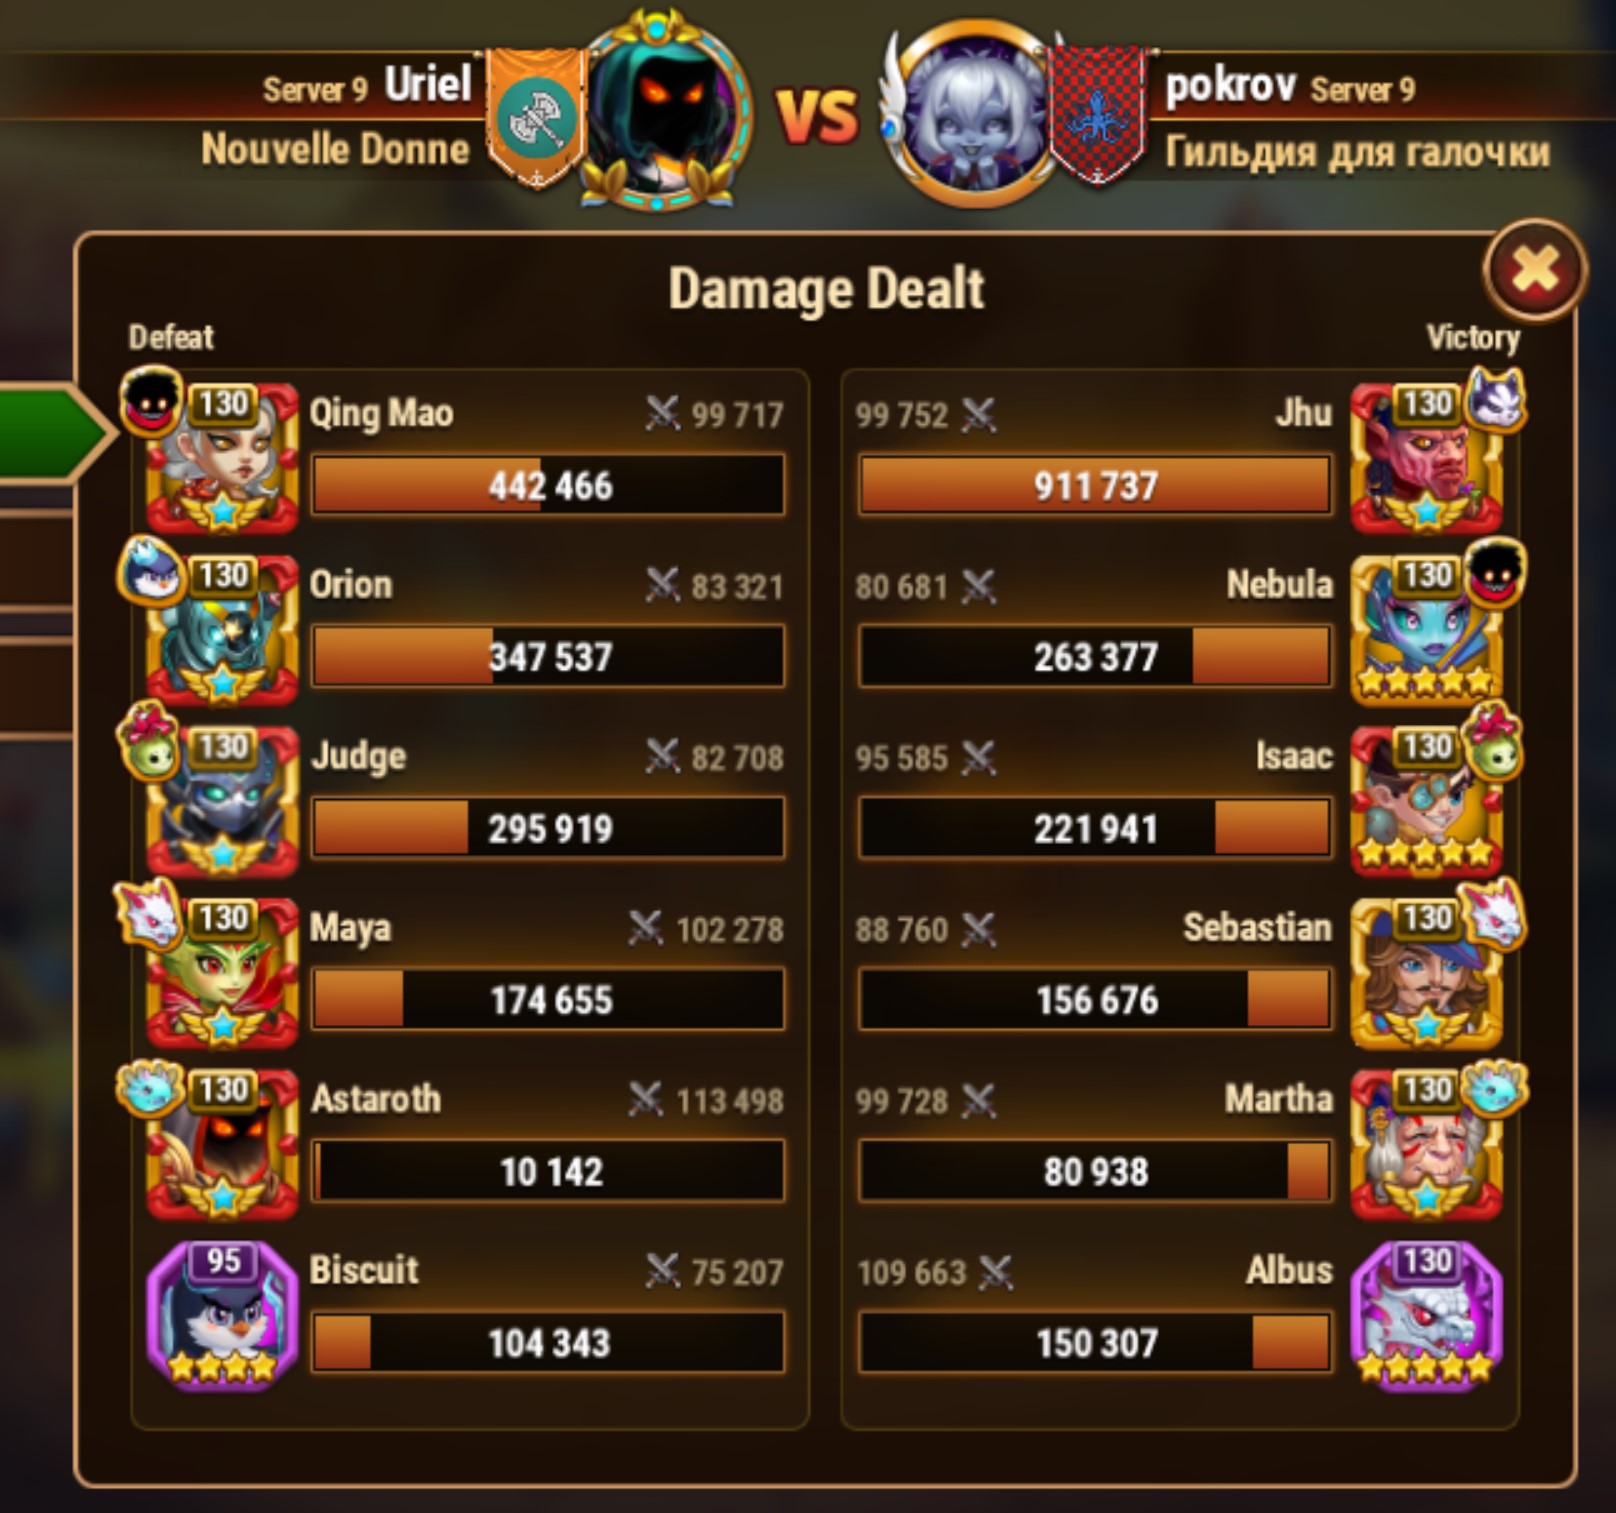 Server 9 Uriel
Nouvelle Donne
VS
pokrov Server 9
Гильдия для галочки
Damage Dealt
Defeat
Victory
130 Qing Mao 99 717
442 466
99 752 Jhu 130
911 737
130 Orion 83 321
347 537
80 681 Nebula 130
263 377
130 Judge 82 708
295 919
95 585 Isaac 130
221 941
130 Maya 102 278
174 655
88 760 Sebastian 130
156 676
130 Astaroth 113 498
10 142
99 728 Martha 130
80 938
95 Biscuit 75 207
104 343
109 663 Albus 130
150 307